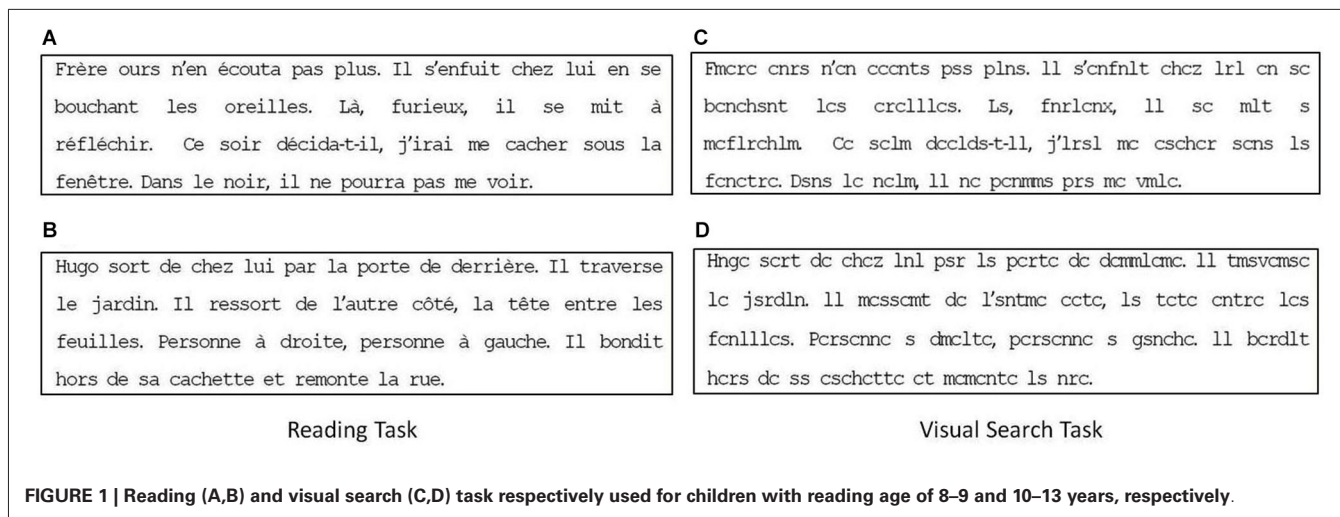 A
Frère ours n'en écouta pas plus. Il s'enfuit chez lui en se
bouchant les oreilles. Là, furieux, il se mit à
réfléchir. Ce soir décida-t-il, j'irai me cacher sous la
fenêtre. Dans le noir, il ne pourra pas me voir.
B
Hugo sort de chez lui par la porte de derrière. Il traverse
le jardin. Il ressort de l'autre côté, la tête entre les
feuilles. Personne à droite, personne à gauche. Il bondit
hors de sa cachette et remonte la rue.
Reading Task
C
Fmcrc cnrs n'cn cccnts pss plns. ll s'cnfnlt chcz lrl cn sc
bcnchsnt lcs crclllcs. Ls, fnrlcnx, ll sc mlt s
mcflrchlm. Cc sclm dcclds-t-ll, j'lrsl mc cschcr scns ls
fcnctrc. Dsns lc nclm, ll nc pcnmms prs mc vmlc.
D
Hngc scrt dc chcz lnl psr ls pcrtc dc dcmmlcmc. ll tmsvcmsc
lc jsrdln. ll mcsscmt dc l'sntmc cctc, ls tctc cntrc lcs
fcnlllcs. Pcrscnnc s dmcltc, pcrscnnc s gsnchc. ll bcrdlt
hcrs dc ss cschcttc ct mcmcntc ls nrc.
Visual Search Task
FIGURE 1 | Reading (A,B) and visual search (C,D) task respectively used for children with reading age of 8–9 and 10–13 years, respectively.